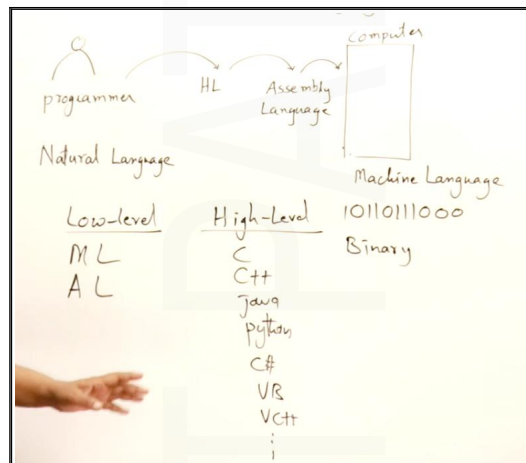 Computer
programmer
HL
Assembly
Language
Natural Language
Machine Language
10110111000
Binary
Low-level
ML
AL
High-Level
C
C++
java
python
C#
VB
VC++